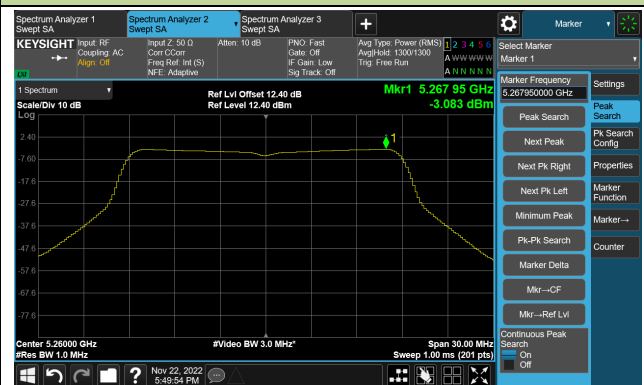 Spectrum Analyzer 1
Swept SA
Spectrum Analyzer 2
Swept SA
Spectrum Analyzer 3
Swept SA
Marker
KEYSIGHT
Input: RF
Coupling: AC
Align: Off
Input Z: 50 Ω
Corr CCorr
Freq Ref: Int (S)
NFE: Adaptive
Atten: 10 dB
PNO: Fast
Gate: Off
IF Gain: Low
Sig Track: Off
Avg Type: Power (RMS)
Avg|Hold: 1300/1300
Trig: Free Run
1 2 3 4 5 6
A W W W W W
A N N N N N
LXI
Select Marker
Marker 1
1 Spectrum
Scale/Div 10 dB
Log
Ref Lvl Offset 12.40 dB
Ref Level 12.40 dBm
Mkr1 5.267 95 GHz
-3.083 dBm
2.40
-7.60
-17.6
-27.6
-37.6
-47.6
-57.6
-67.6
-77.6
1
Center 5.26000 GHz
#Res BW 1.0 MHz
#Video BW 3.0 MHz*
Span 30.00 MHz
Sweep 1.00 ms (201 pts)
Marker Frequency
5.267950000 GHz
Peak Search
Next Peak
Next Pk Right
Next Pk Left
Minimum Peak
Pk-Pk Search
Marker Delta
Mkr→CF
Mkr→Ref Lvl
Continuous Peak
Search
On
Off
Settings
Peak
Search
Pk Search
Config
Properties
Marker
Function
Marker→
Counter
?
Nov 22, 2022
5:49:54 PM